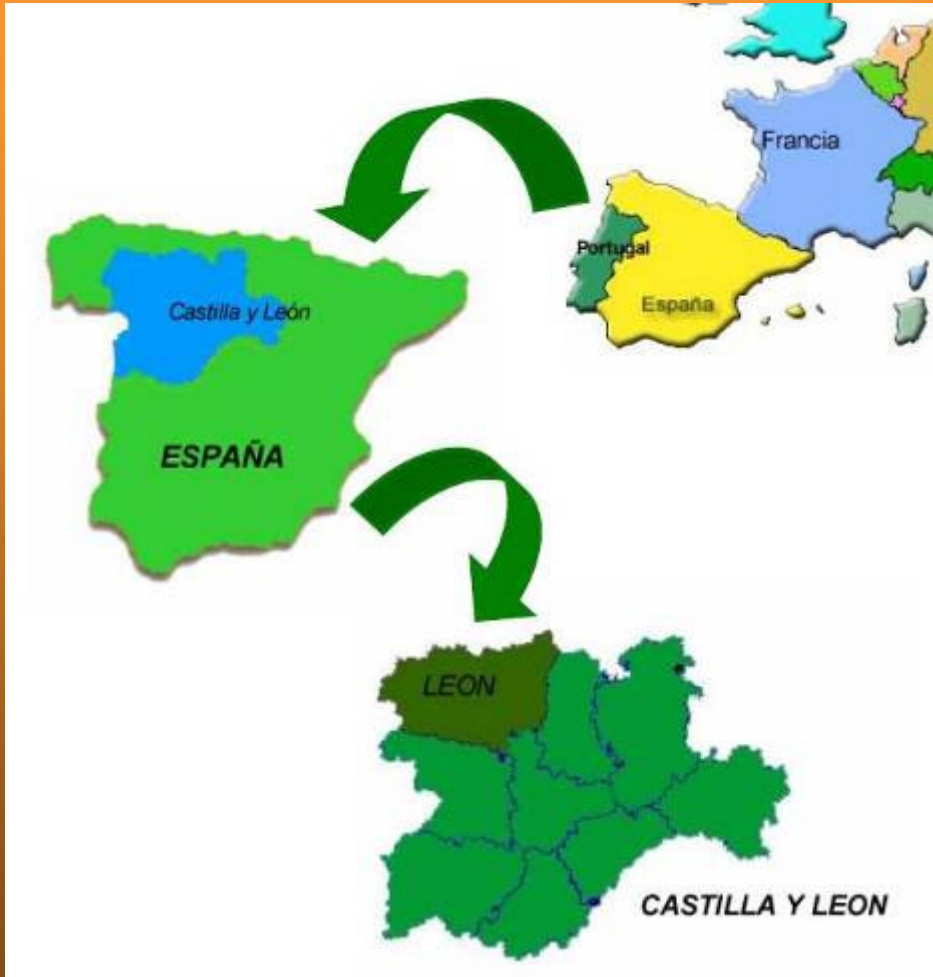 Francia
Portugal
España
Castilla y León
ESPAÑA
LEON
CASTILLA Y LEON